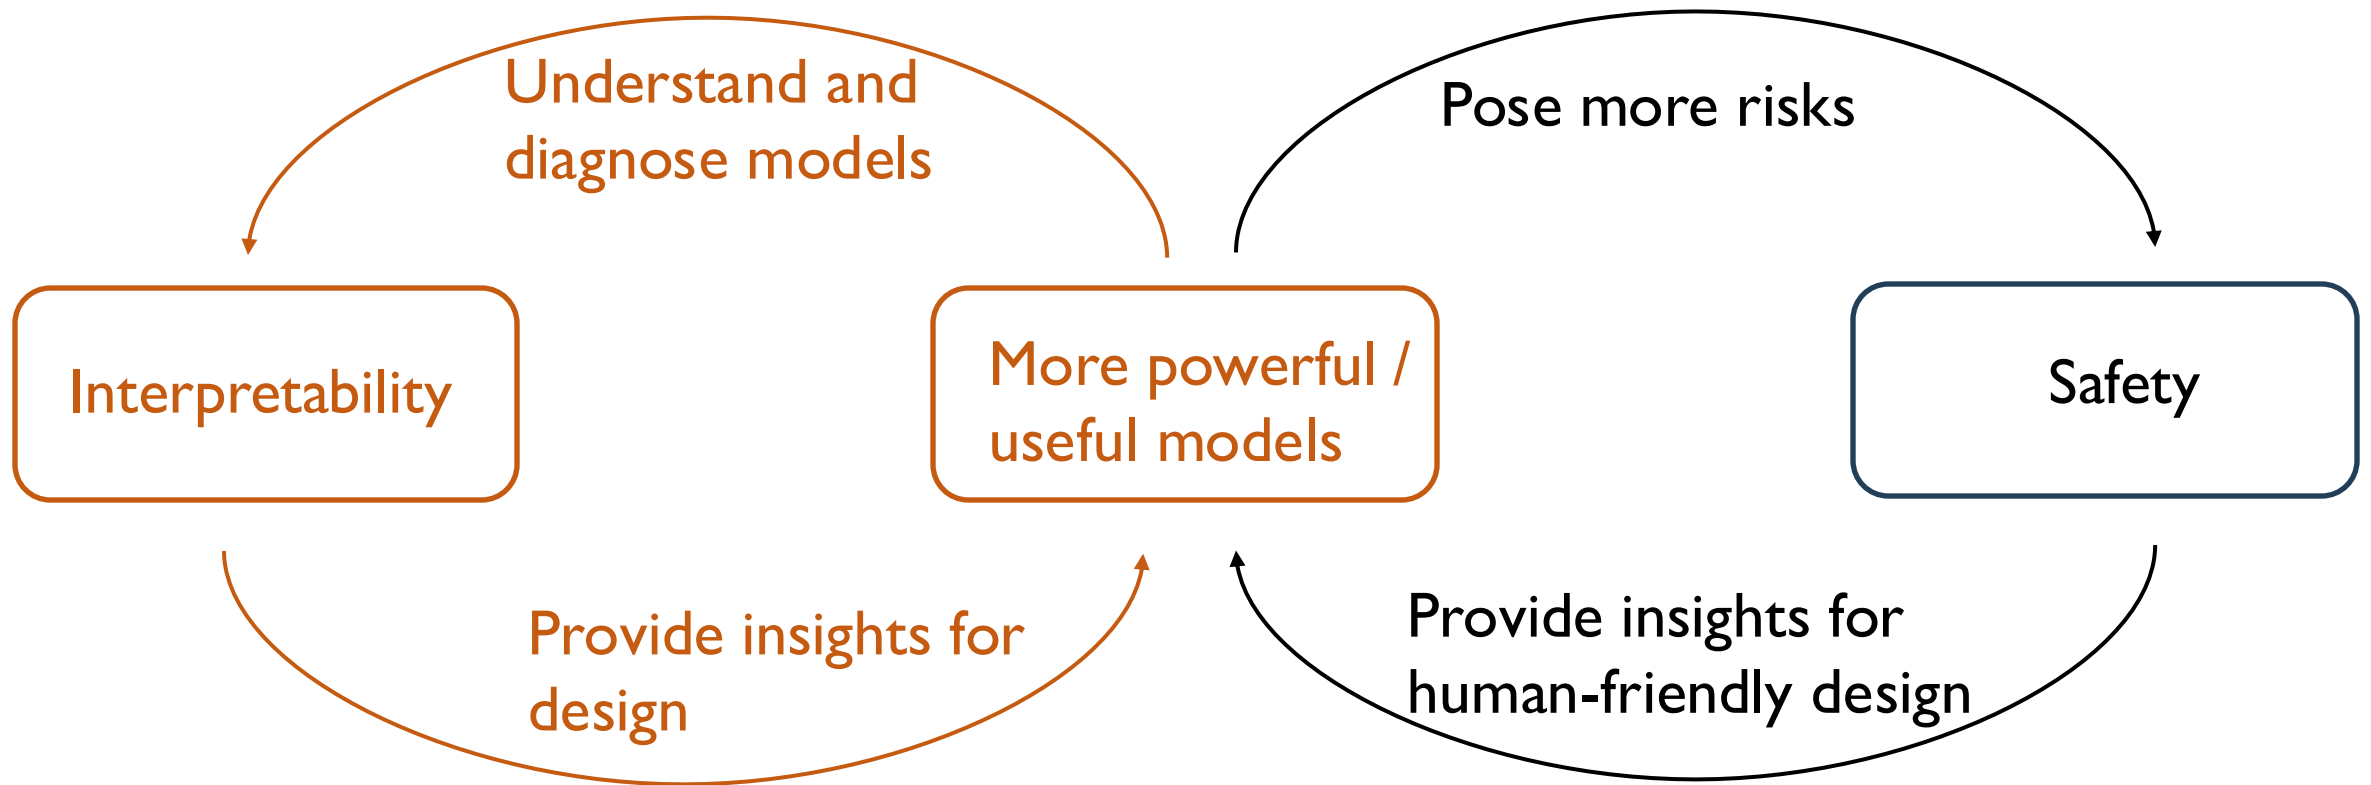 Understand and
diagnose models
Pose more risks
Interpretability
More powerful /
useful models
Safety
Provide insights for
design
Provide insights for
human-friendly design